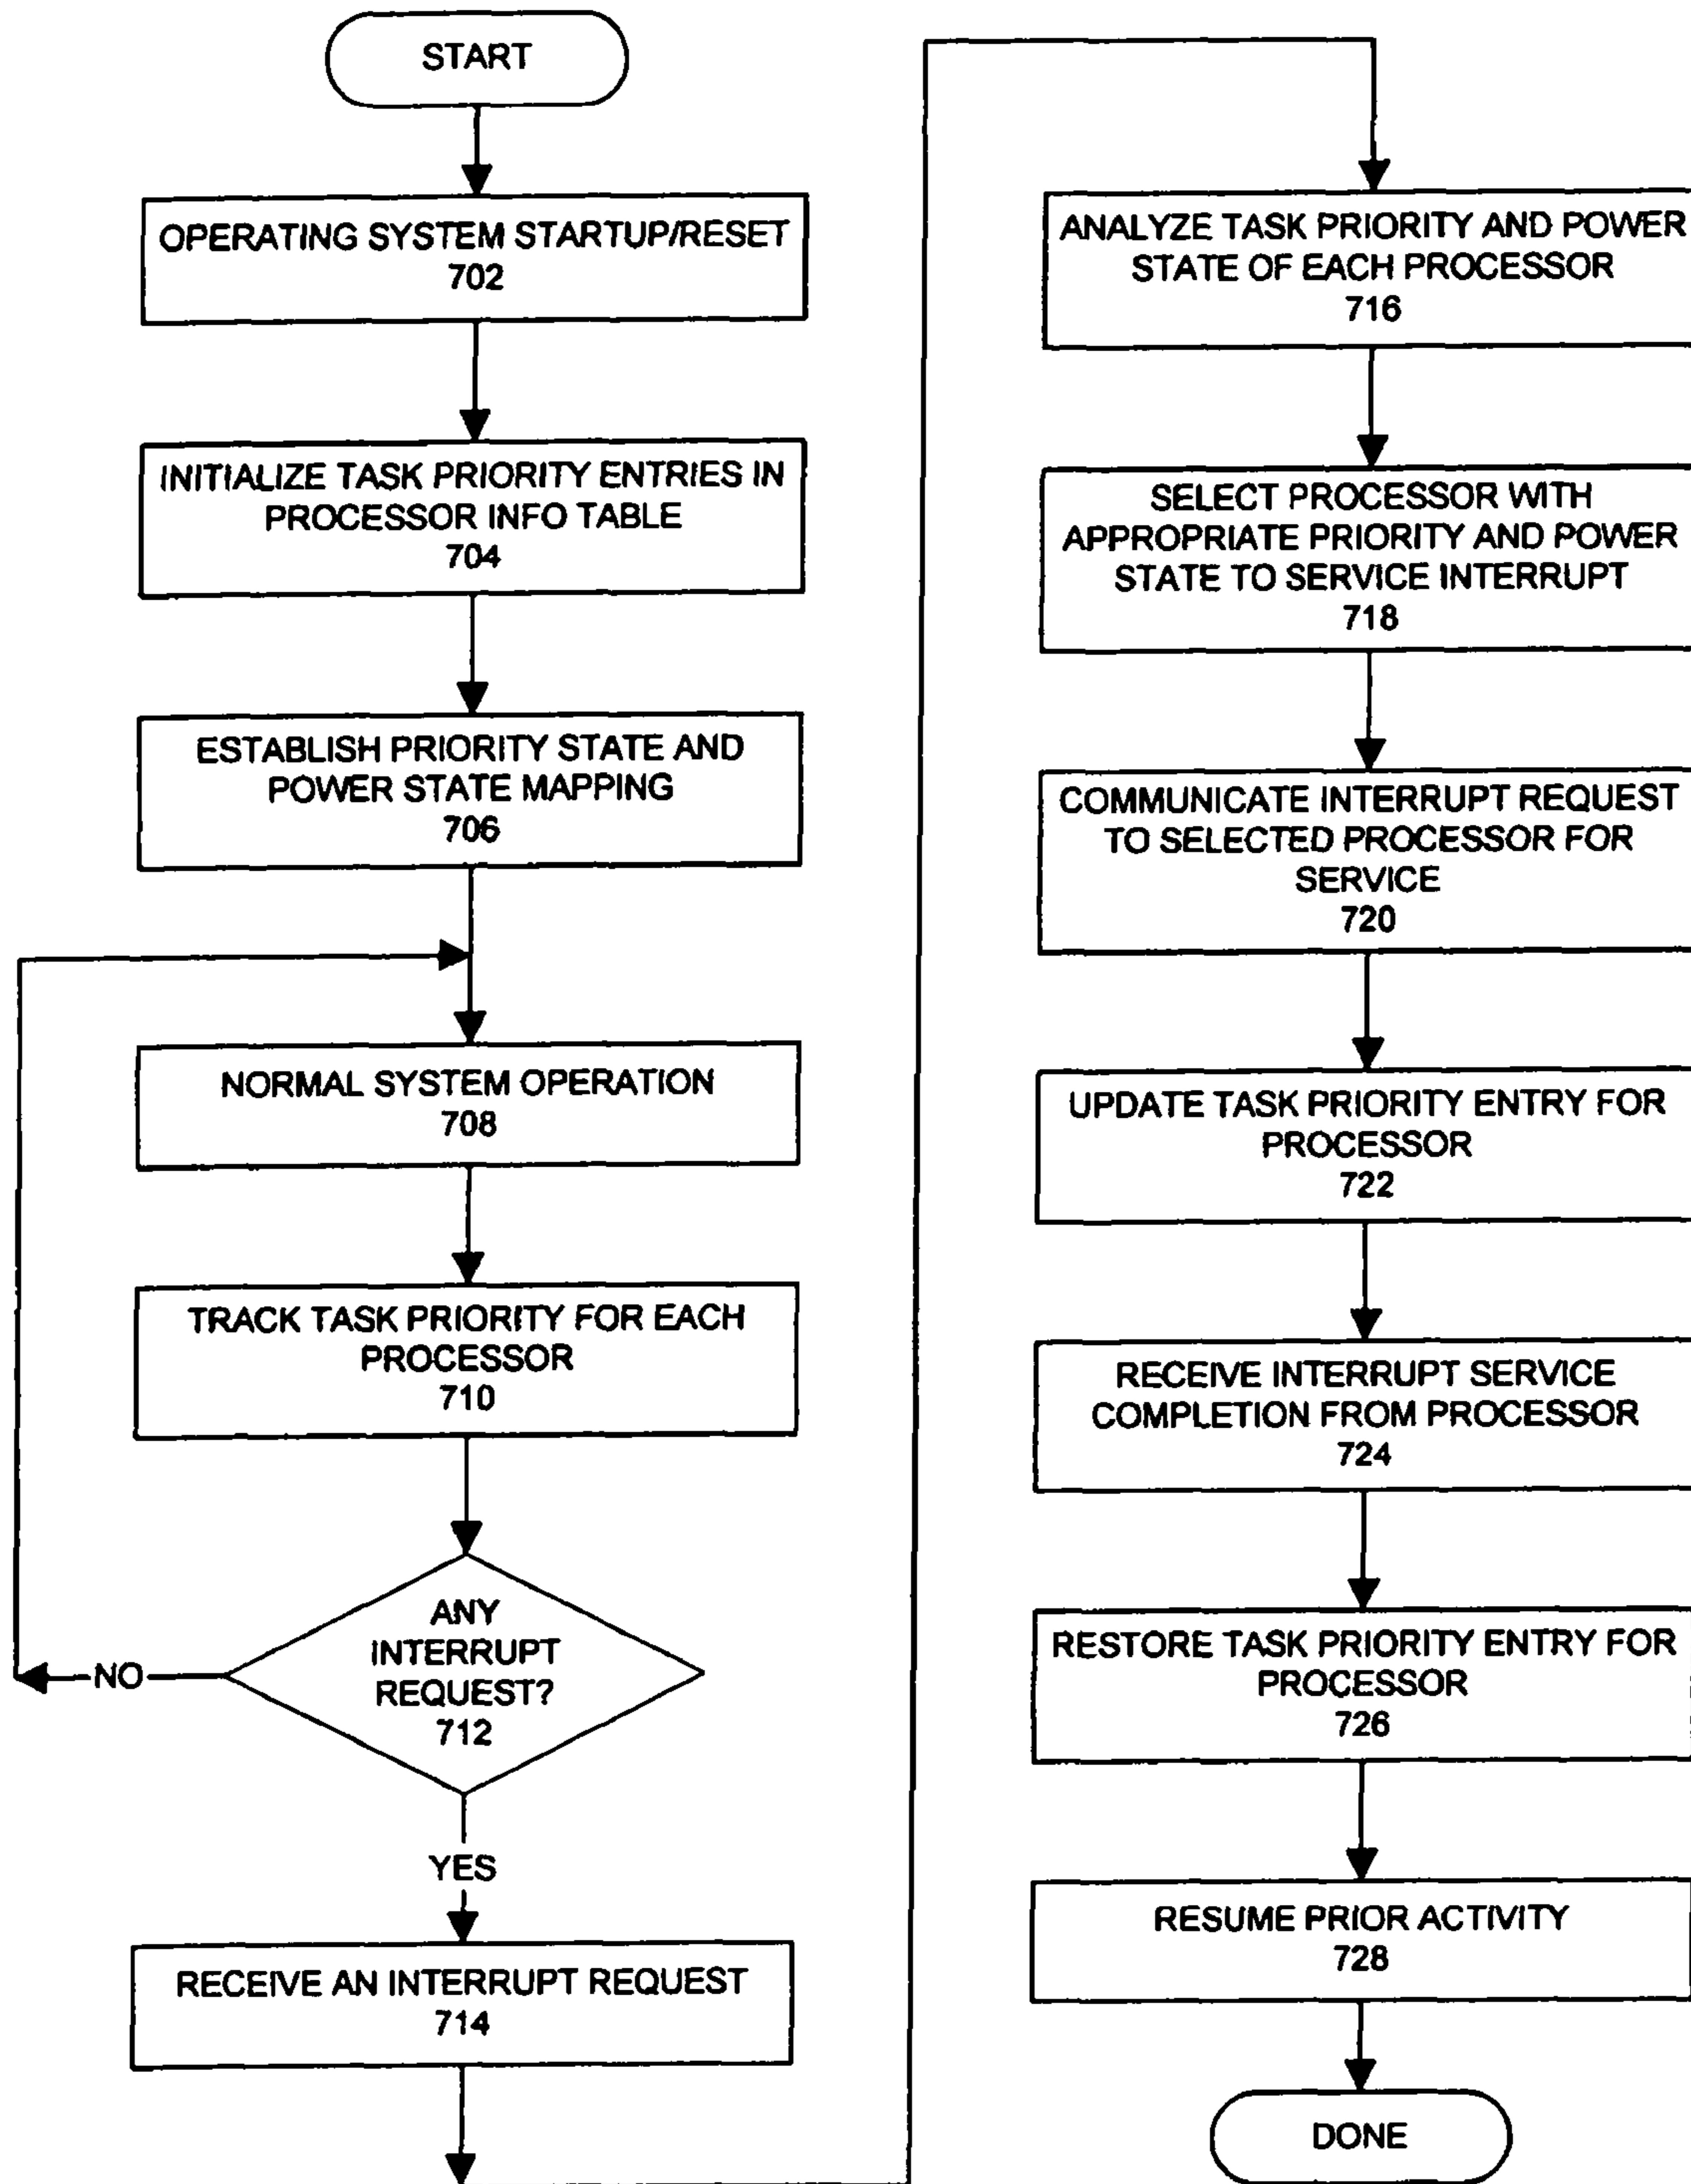 START
OPERATING SYSTEM STARTUP/RESET
702
INITIALIZE TASK PRIORITY ENTRIES IN
PROCESSOR INFO TABLE
704
ESTABLISH PRIORITY STATE AND
POWER STATE MAPPING
706
NORMAL SYSTEM OPERATION
708
TRACK TASK PRIORITY FOR EACH
PROCESSOR
710
ANY
INTERRUPT
REQUEST?
712
NO
YES
RECEIVE AN INTERRUPT REQUEST
714
ANALYZE TASK PRIORITY AND POWER
STATE OF EACH PROCESSOR
716
SELECT PROCESSOR WITH
APPROPRIATE PRIORITY AND POWER
STATE TO SERVICE INTERRUPT
718
COMMUNICATE INTERRUPT REQUEST
TO SELECTED PROCESSOR FOR
SERVICE
720
UPDATE TASK PRIORITY ENTRY FOR
PROCESSOR
722
RECEIVE INTERRUPT SERVICE
COMPLETION FROM PROCESSOR
724
RESTORE TASK PRIORITY ENTRY FOR
PROCESSOR
726
RESUME PRIOR ACTIVITY
728
DONE